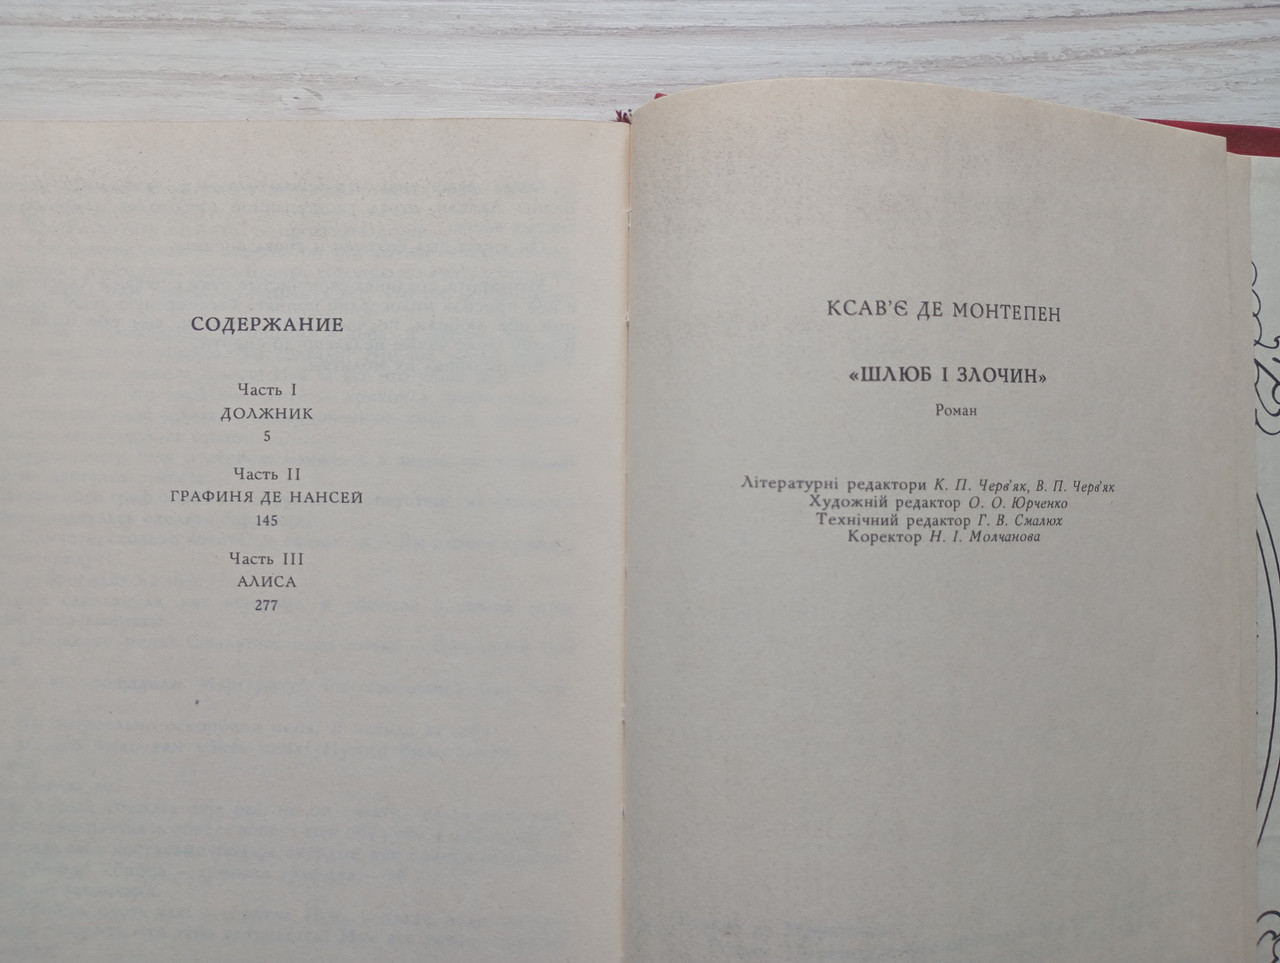 СОДЕРЖАНИЕ
Часть I
ДОЛЖНИК
5
Часть II
ГРАФИНЯ ДЕ НАНСЕЙ
145
Часть III
АЛИСА
277
КСАВ’Є ДЕ МОНТЕПЕН
«ШЛЮБ І ЗЛОЧИН»
Роман
Літературні редактори К. П. Черв’як, В. П. Черв’як
Художній редактор О. О. Юрченко
Технічний редактор Г. В. Смалюх
Коректор Н. І. Молчанова